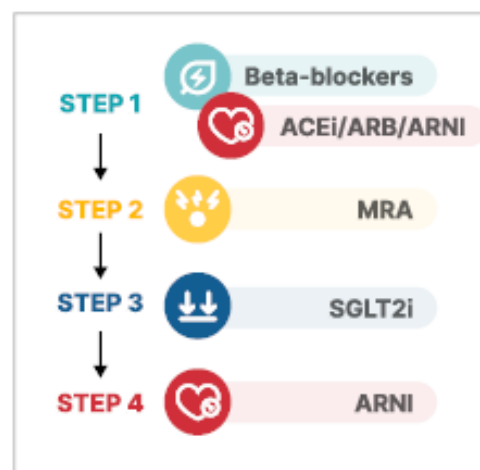 STEP 1
Beta-blockers
ACEi/ARB/ARNI
STEP 2
MRA
STEP 3
SGLT2i
STEP 4
ARNI